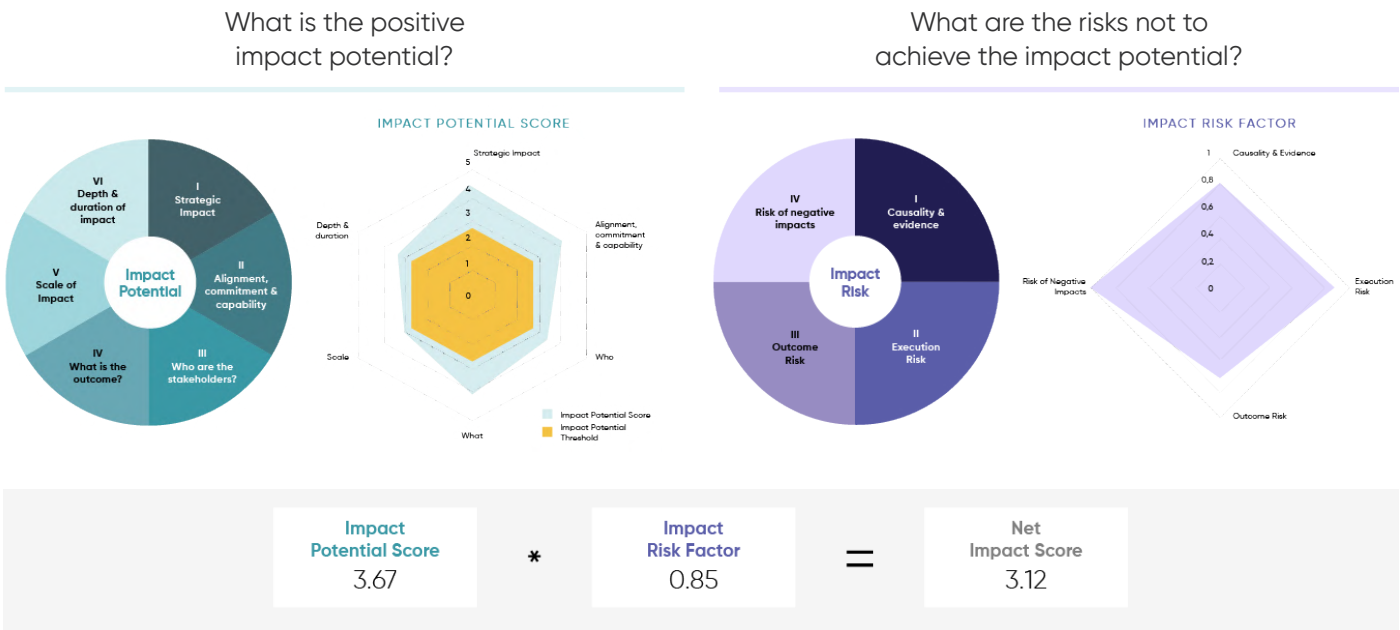 What is the positive
impact potential?
What are the risks not to
achieve the impact potential?
VI
Depth &
duration of
impact
I
Strategic
Impact
V
Scale of
Impact
Impact
Potential
II
Alignment,
commitment &
capability
IV
What is the
outcome?
III
Who are the
stakeholders?
IMPACT POTENTIAL SCORE
Strategic Impact
5
4
3
2
1
0
Depth &
duration
Alignment,
commitment
& capability
Scale
Who
What
Impact Potential Score
Impact Potential
Threshold
IV
Risk of negative
impacts
I
Causality &
evidence
Impact
Risk
III
Outcome
Risk
II
Execution
Risk
IMPACT RISK FACTOR
1
Causality & Evidence
0,8
0,6
0,4
0,2
0
Risk of Negative
Impacts
Execution
Risk
Outcome Risk
Impact
Potential Score
3.67
*
Impact
Risk Factor
0.85
=
Net
Impact Score
3.12